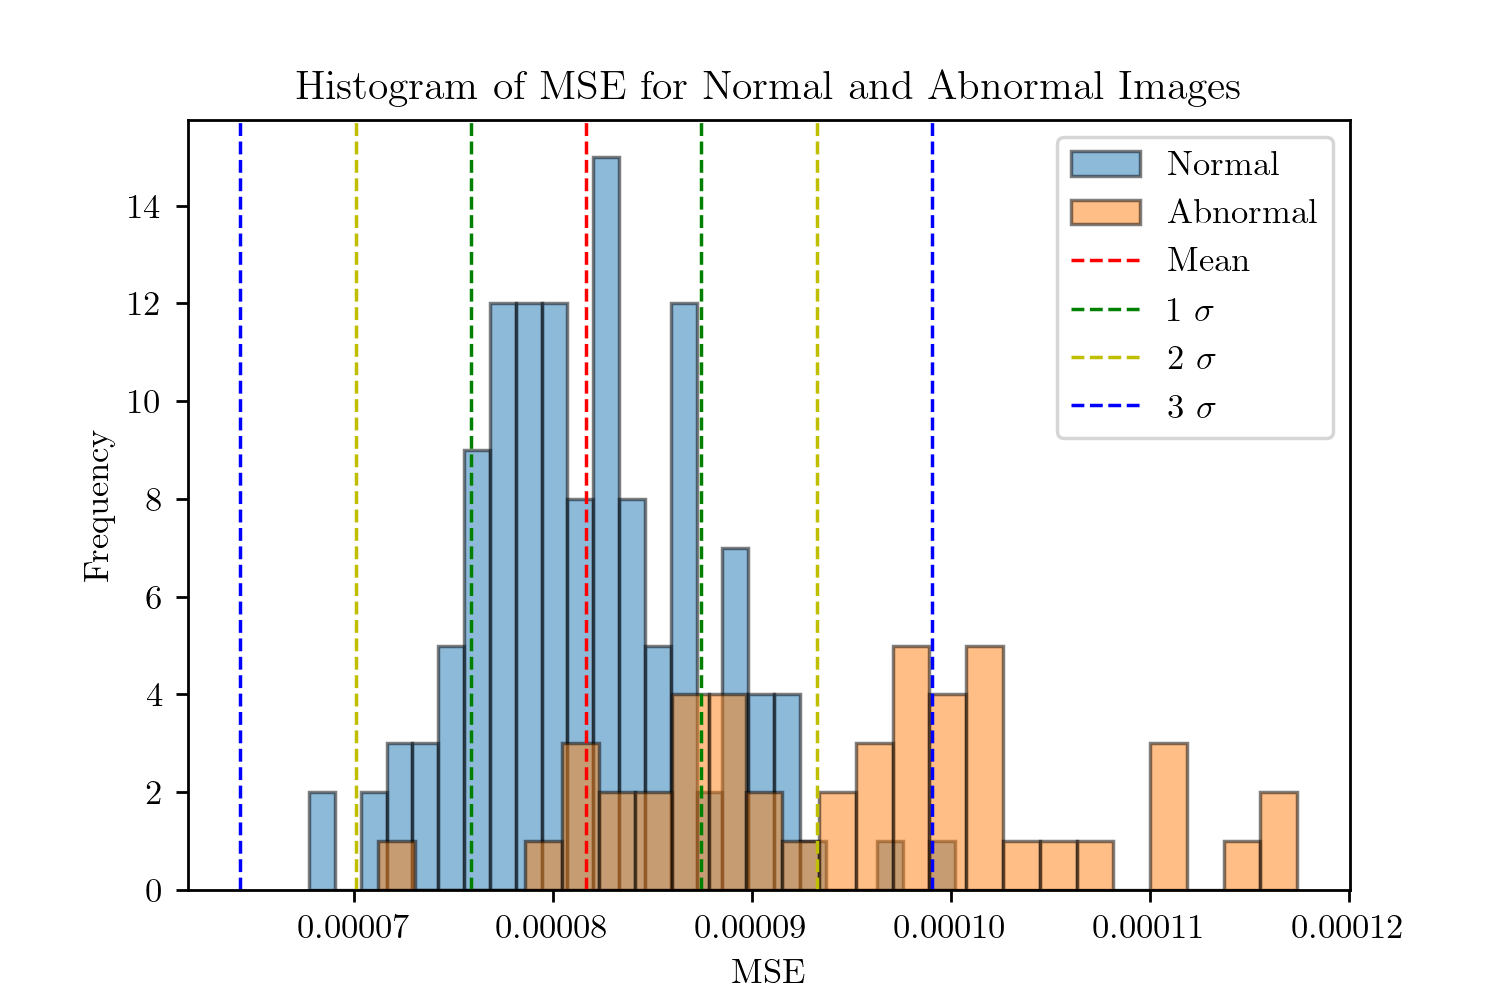 Histogram of MSE for Normal and Abnormal Images
Normal
Abnormal
Mean
1 σ
2 σ
3 σ
14
12
10
8
6
4
2
0
Frequency
0.00007 0.00008 0.00009 0.00010 0.00011 0.00012
MSE